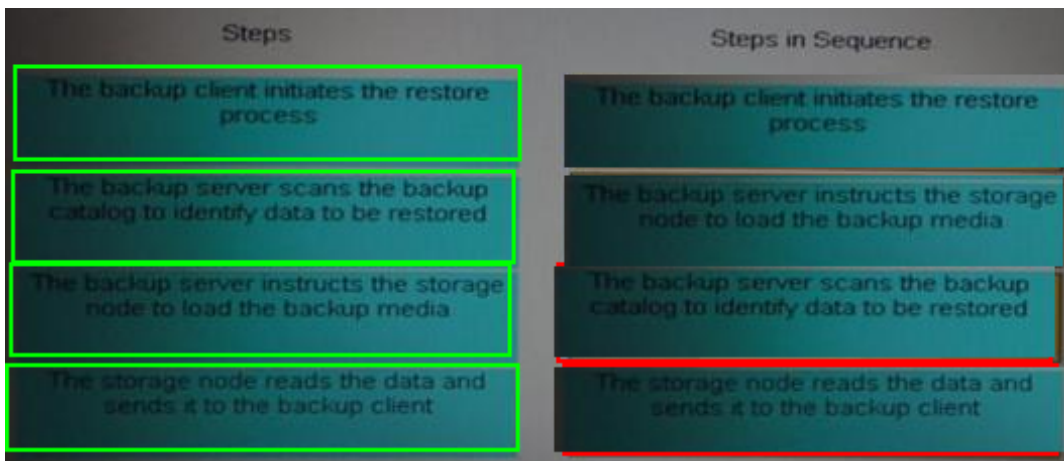 Steps
The backup client initiates the restore
process
The backup server scans the backup
catalog to identify data to be restored
The backup server instructs the storage
node to load the backup media
The storage node reads the data and
sends it to the backup client
Steps in Sequence
The backup client initiates the restore
process
The backup server instructs the storage
node to load the backup media
The backup server scans the backup
catalog to identify data to be restored
The storage node reads the data and
sends it to the backup client